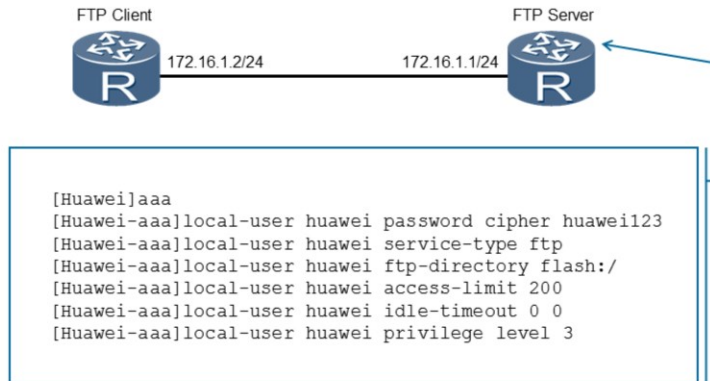 FTP Client
FTP Server
172.16.1.2/24
172.16.1.1/24
R
R
[Huawei]aaa
[Huawei-aaa]local-user huawei password cipher huawei123
[Huawei-aaa]local-user huawei service-type ftp
[Huawei-aaa]local-user huawei ftp-directory flash:/
[Huawei-aaa]local-user huawei access-limit 200
[Huawei-aaa]local-user huawei idle-timeout 0 0
[Huawei-aaa]local-user huawei privilege level 3